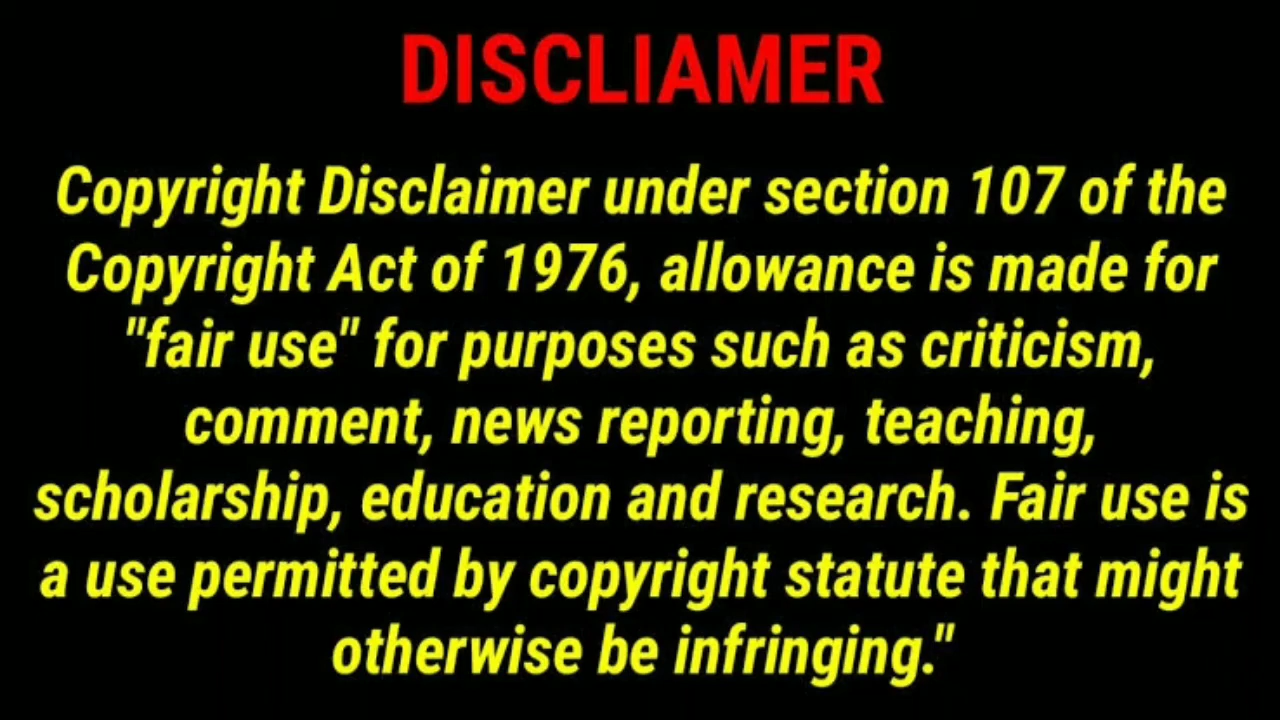 DISCLIAMER
Copyright Disclaimer under section 107 of the
Copyright Act of 1976, allowance is made for
"fair use" for purposes such as criticism,
comment, news reporting, teaching,
scholarship, education and research. Fair use is
a use permitted by copyright statute that might
otherwise be infringing."